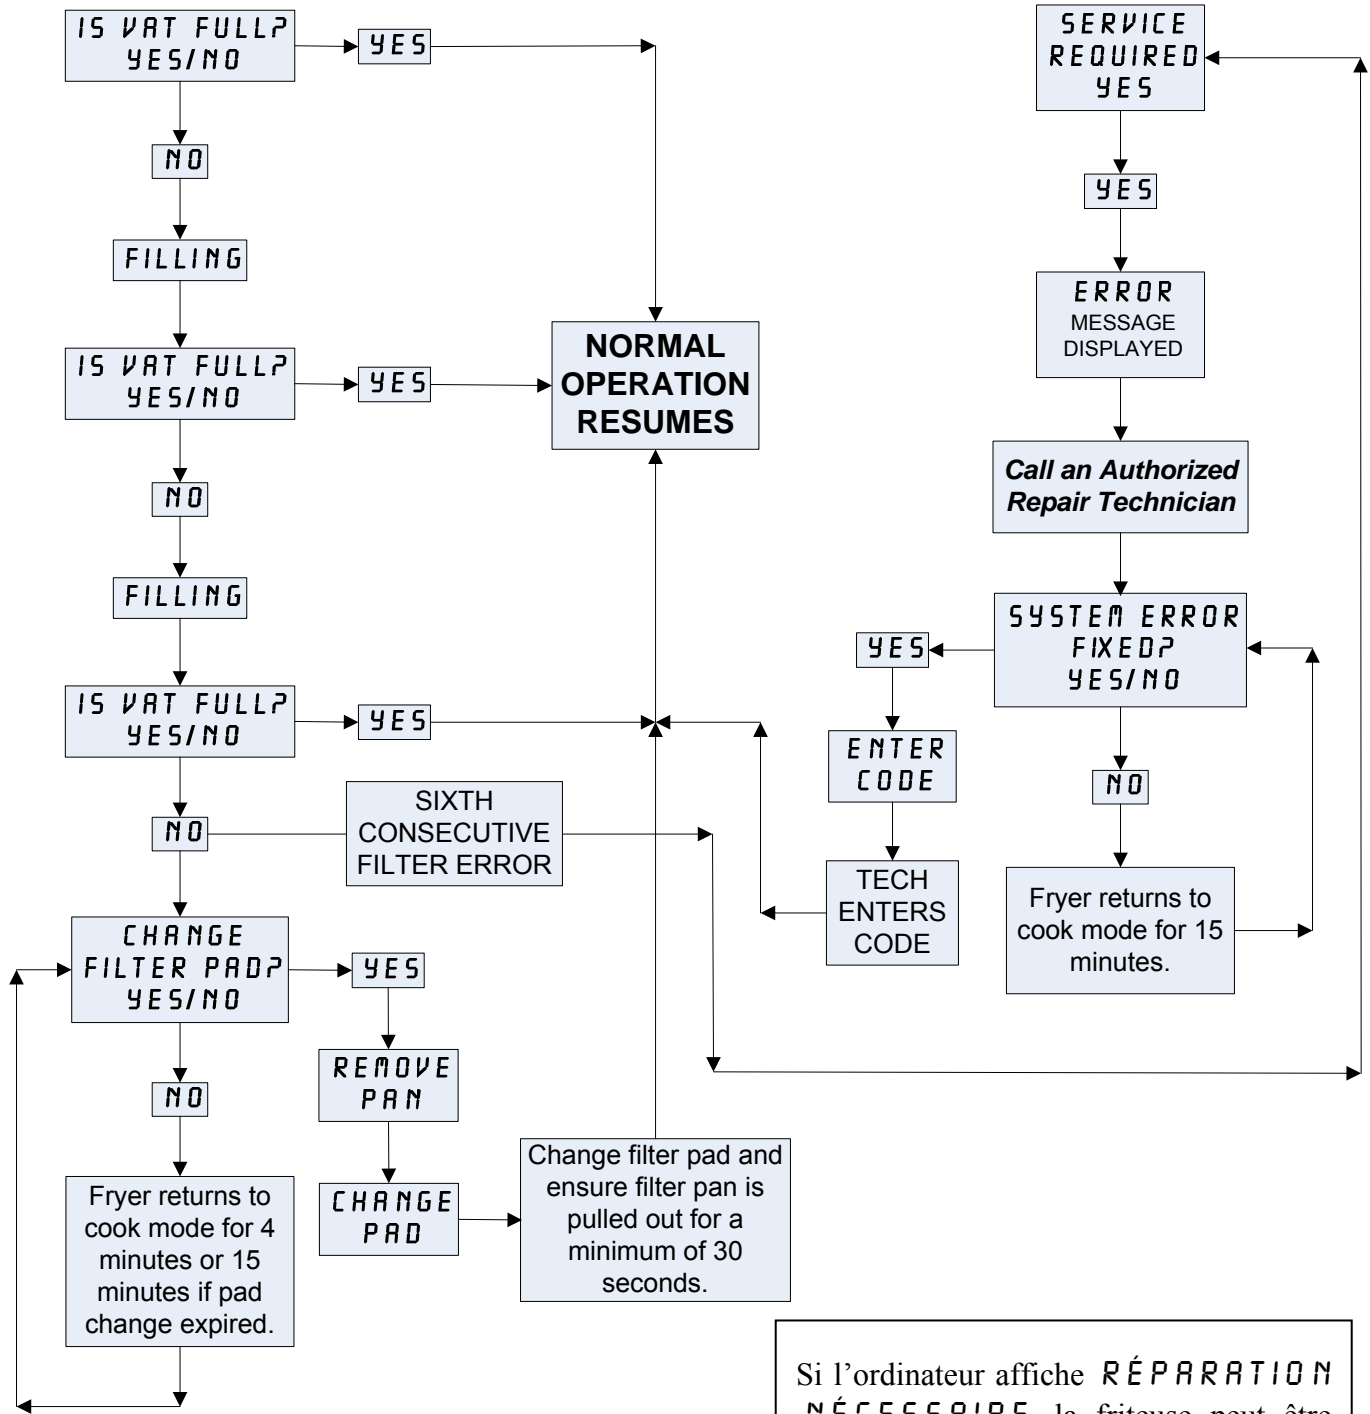 IS VAT FULL?
YES/NO
YES
NO
FILLING
IS VAT FULL?
YES/NO
YES
NO
FILLING
IS VAT FULL?
YES/NO
YES
NO
SIXTH
CONSECUTIVE
FILTER ERROR
CHANGE
FILTER PAD?
YES/NO
YES
REMOVE
PAN
CHANGE
PAD
Change filter pad and
ensure filter pan is
pulled out for a
minimum of 30
seconds.
NO
Fryer returns to
cook mode for 4
minutes or 15
minutes if pad
change expired.
NORMAL
OPERATION
RESUMES
SERVICE
REQUIRED
YES
YES
ERROR
MESSAGE
DISPLAYED
Call an Authorized
Repair Technician
SYSTEM ERROR
FIXED?
YES/NO
YES
ENTER
CODE
TECH
ENTERS
CODE
NO
Fryer returns to
cook mode for 15
minutes.
Si l'ordinateur affiche RÉPARATION
NÉCESSAIRE la friteuse peut être